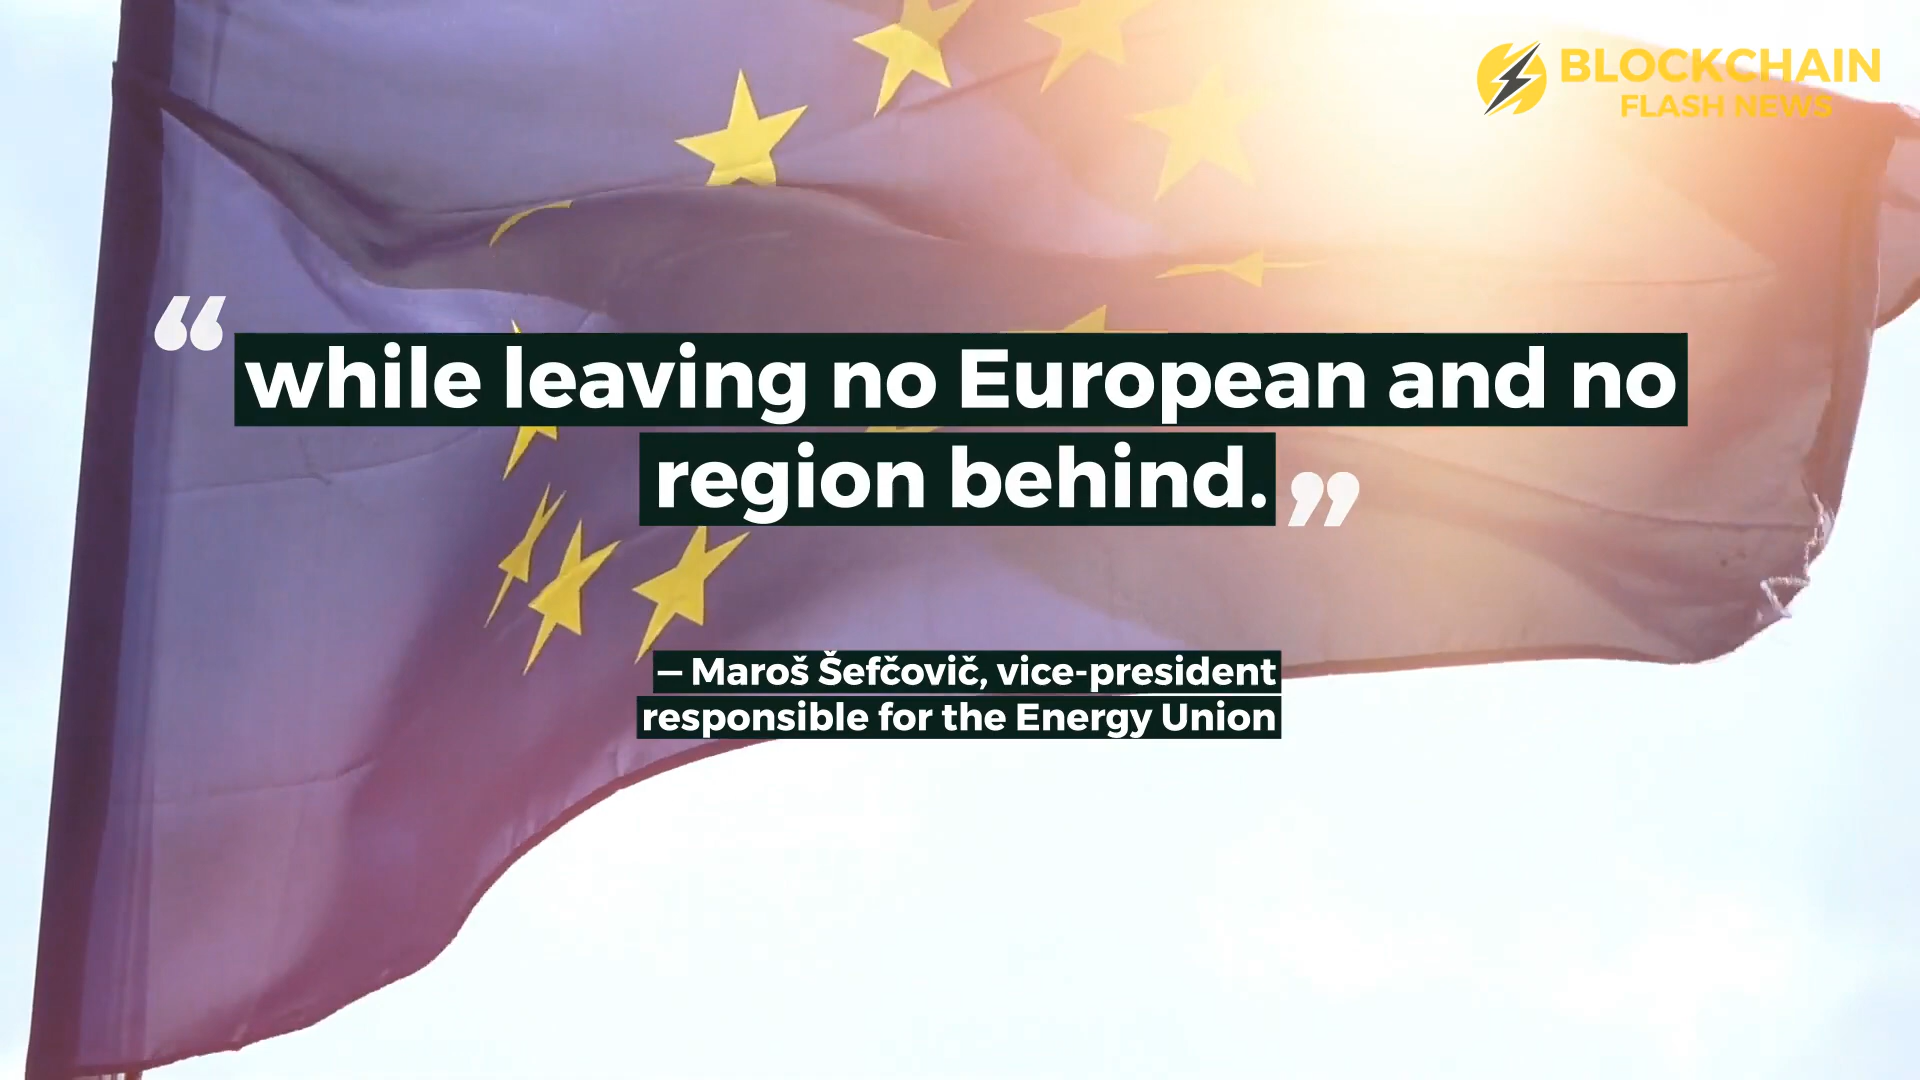 BLOCKCHAIN
FLASH NEWS
“while leaving no European and no
region behind.”
– Maroš Šefčovič, vice-president
responsible for the Energy Union